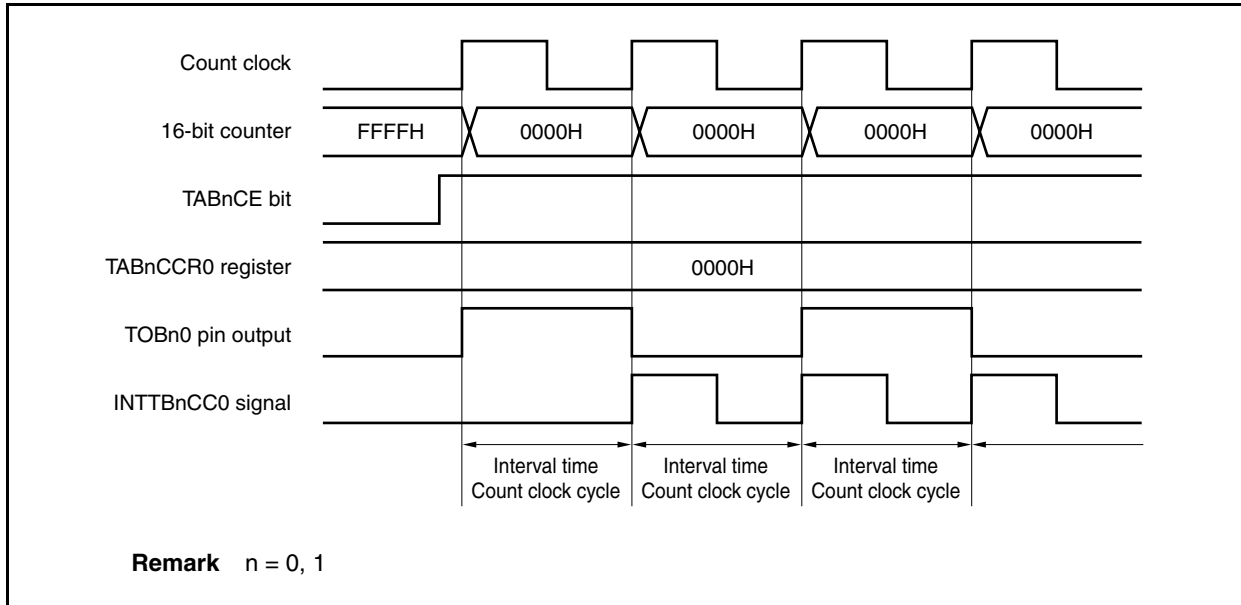 Count clock
16-bit counter
FFFFH
0000H
0000H
0000H
0000H
TABnCE bit
TABnCCR0 register
0000H
TOBn0 pin output
INTTBnCC0 signal
Interval time
Count clock cycle
Interval time
Count clock cycle
Interval time
Count clock cycle
Remark n = 0, 1